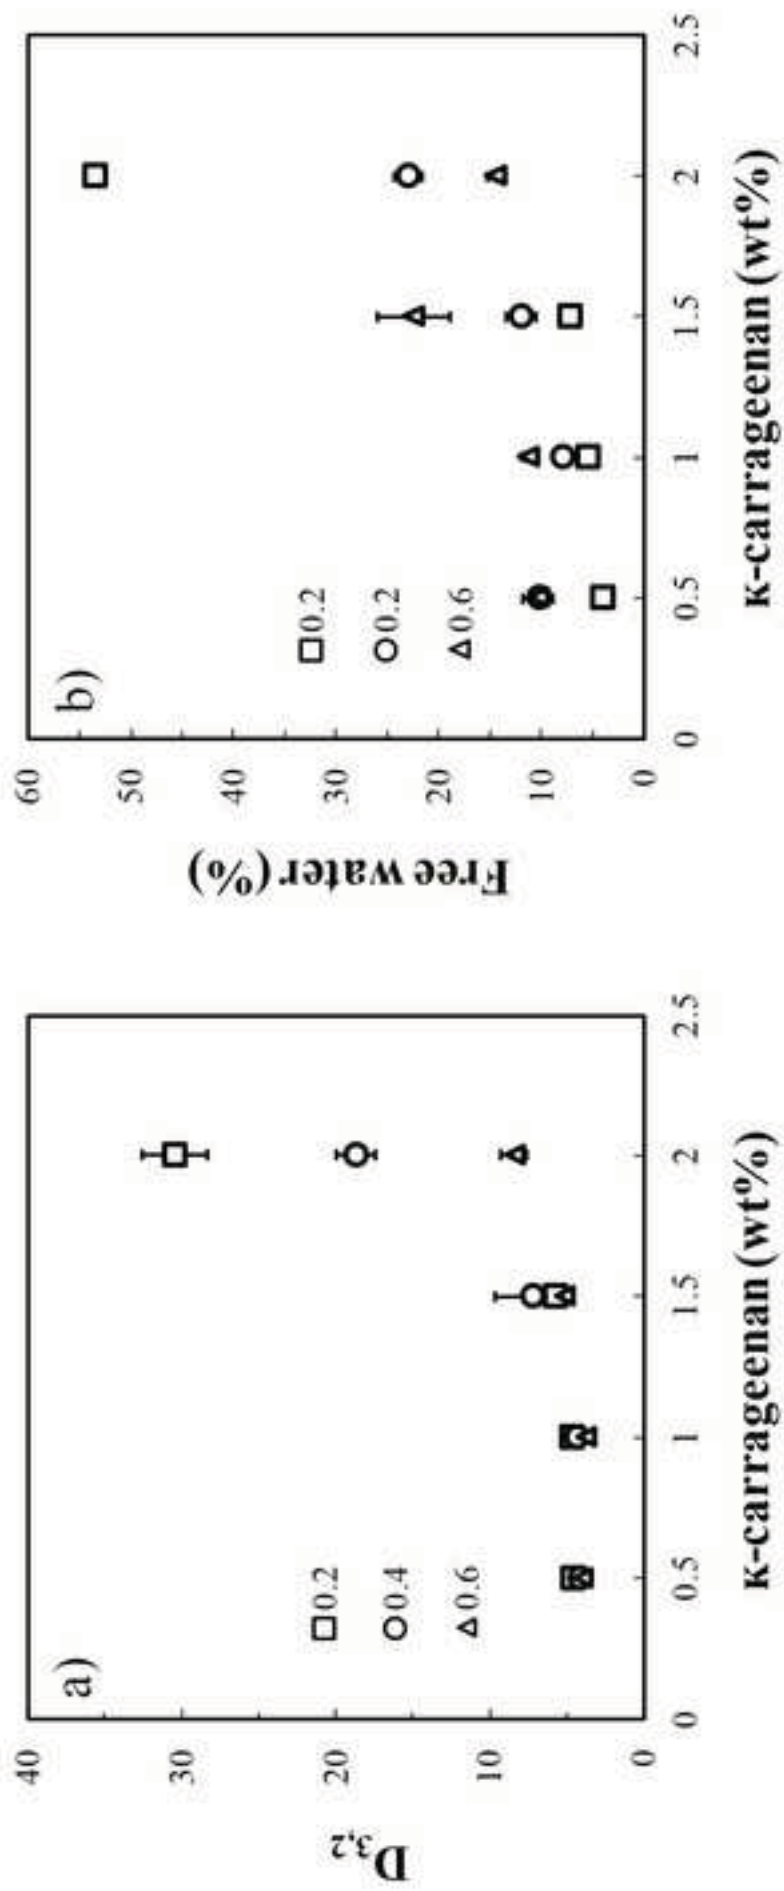 a)
D3,2
40
30
20
10
0
□0.2
○0.4
△0.6
0 0.5 1 1.5 2 2.5
κ-carrageenan (wt%)
b)
Free water (%)
60
50
40
30
20
10
0
□0.2
○0.2
△0.6
0 0.5 1 1.5 2 2.5
κ-carrageenan (wt%)